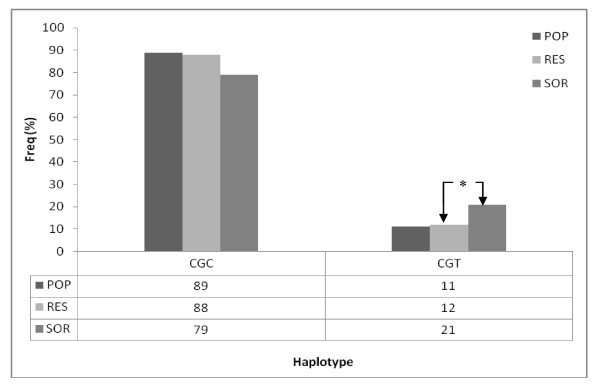 100
90
80
70
60
50
40
30
20
10
0
Freq (%)
POP
RES
SOR
*
CGC CGT
POP 89 11
RES 88 12
SOR 79 21
Haplotype